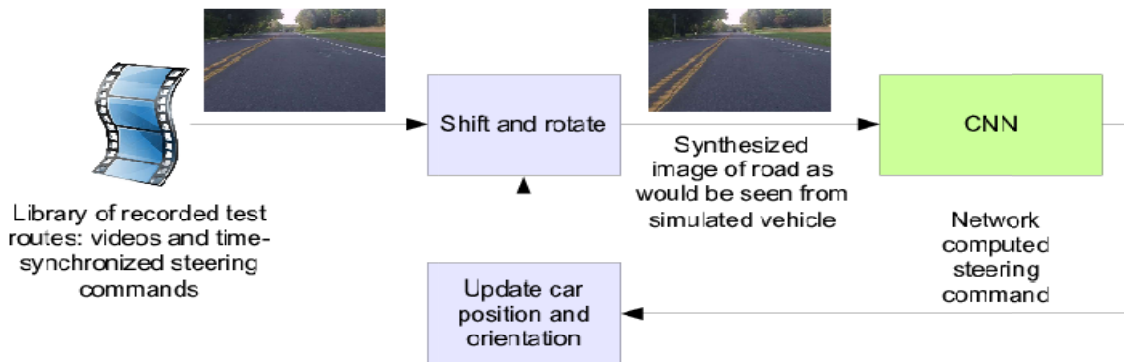 Shift and rotate
CNN
Synthesized
image of road as
would be seen from
simulated vehicle
Library of recorded test
routes: videos and time-
synchronized steering
commands
Network
computed
steering
command
Update car
position and
orientation